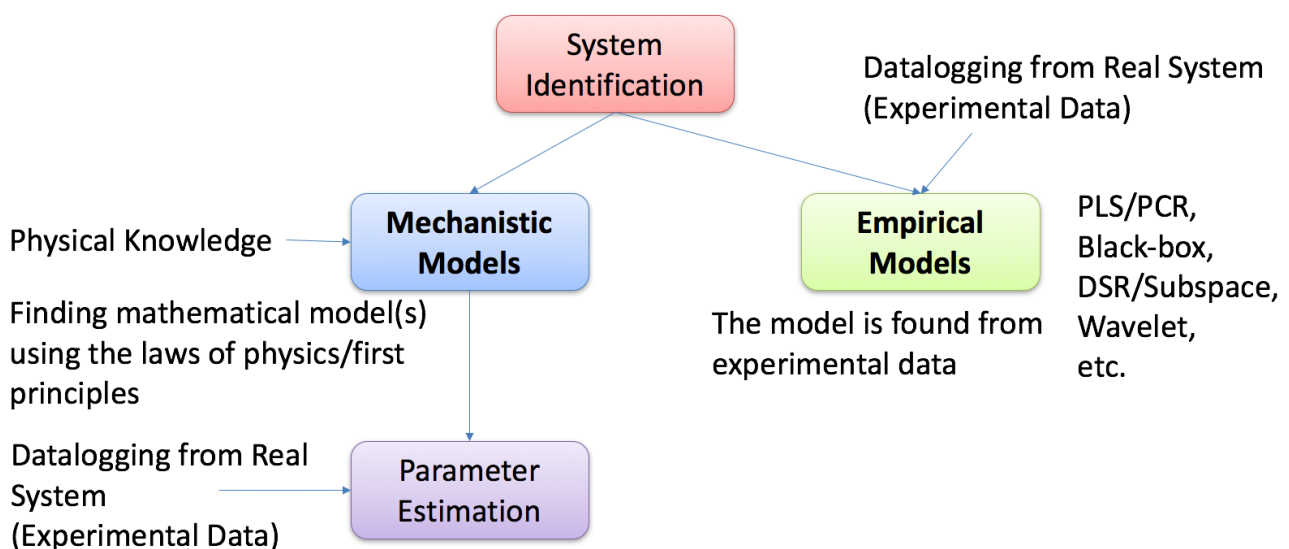 System
Identification
Datalogging from Real System
(Experimental Data)
Mechanistic
Models
Empirical
Models
PLS/PCR,
Black-box,
DSR/Subspace,
Wavelet,
etc.
Physical Knowledge
Finding mathematical model(s)
using the laws of physics/first
principles
The model is found from
experimental data
Datalogging from Real
System
(Experimental Data)
Parameter
Estimation